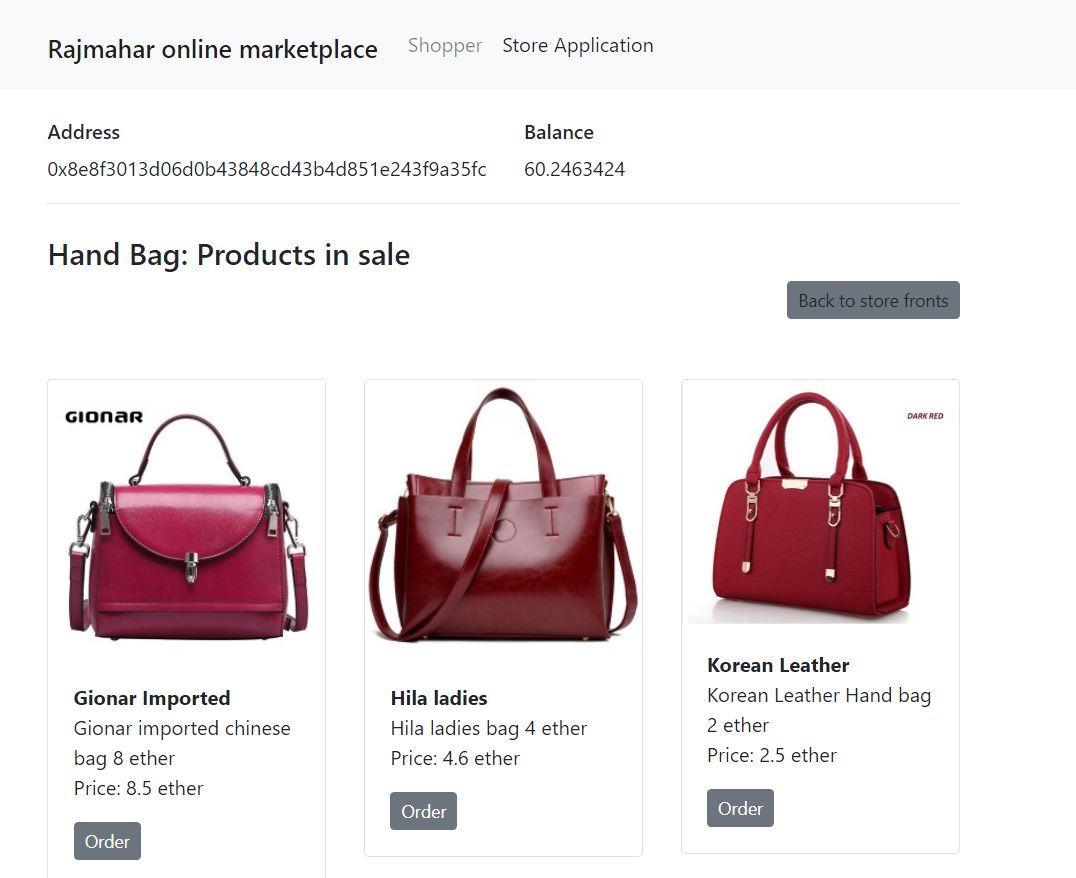 Rajmahar online marketplace Shopper Store Application
Address Balance
0x8e8f3013d06d0b43848cd43b4d851e243f9a35fc 60.2463424
Hand Bag: Products in sale
Back to store fronts
GIONAR
Gionar Imported
Gionar imported chinese
bag 8 ether
Price: 8.5 ether
Order
Hila ladies
Hila ladies bag 4 ether
Price: 4.6 ether
Order
DARK RED
Korean Leather
Korean Leather Hand bag
2 ether
Price: 2.5 ether
Order